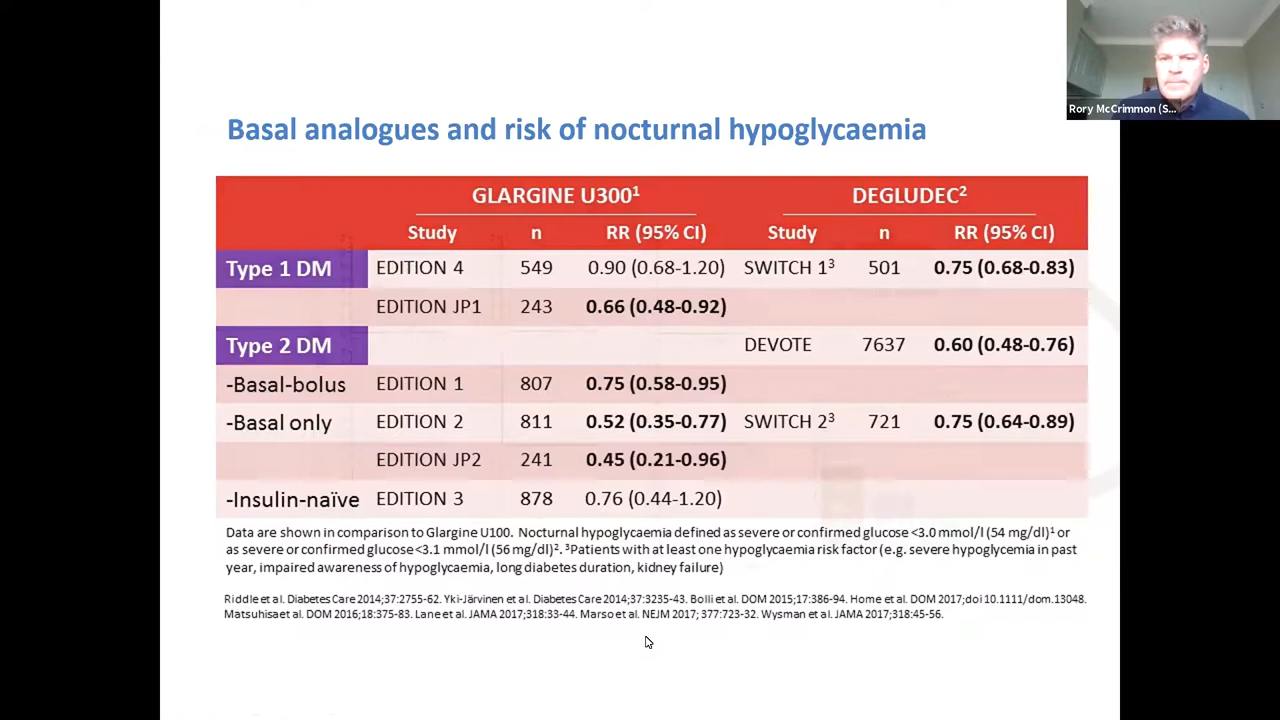 Rory McCrimmon (S...
Basal analogues and risk of nocturnal hypoglycaemia
GLARGINE U300¹ DEGLUDEC²
Study n RR (95% CI) Study n RR (95% CI)
Type 1 DM EDITION 4 549 0.90 (0.68-1.20) SWITCH 1³ 501 0.75 (0.68-0.83)
EDITION JP1 243 0.66 (0.48-0.92)
Type 2 DM DEVOTE 7637 0.60 (0.48-0.76)
-Basal-bolus EDITION 1 807 0.75 (0.58-0.95)
-Basal only EDITION 2 811 0.52 (0.35-0.77) SWITCH 2³ 721 0.75 (0.64-0.89)
EDITION JP2 241 0.45 (0.21-0.96)
-Insulin-naïve EDITION 3 878 0.76 (0.44-1.20)
Data are shown in comparison to Glargine U100. Nocturnal hypoglycaemia defined as severe or confirmed glucose <3.0 mmol/l (54 mg/dl)¹ or
as severe or confirmed glucose <3.1 mmol/l (56 mg/dl)². ³Patients with at least one hypoglycaemia risk factor (e.g. severe hypoglycemia in past
year, impaired awareness of hypoglycaemia, long diabetes duration, kidney failure)
Riddle et al. Diabetes Care 2014;37:2755-62. Yki-Järvinen et al. Diabetes Care 2014;37:3235-43. Bolli et al. DOM 2015;17:386-94. Home et al. DOM 2017;doi 10.1111/dom.13048.
Matsuhisa et al. DOM 2016;18:375-83. Lane et al. JAMA 2017;318:33-44. Marso et al. NEJM 2017; 377:723-32. Wysman et al. JAMA 2017;318:45-56.